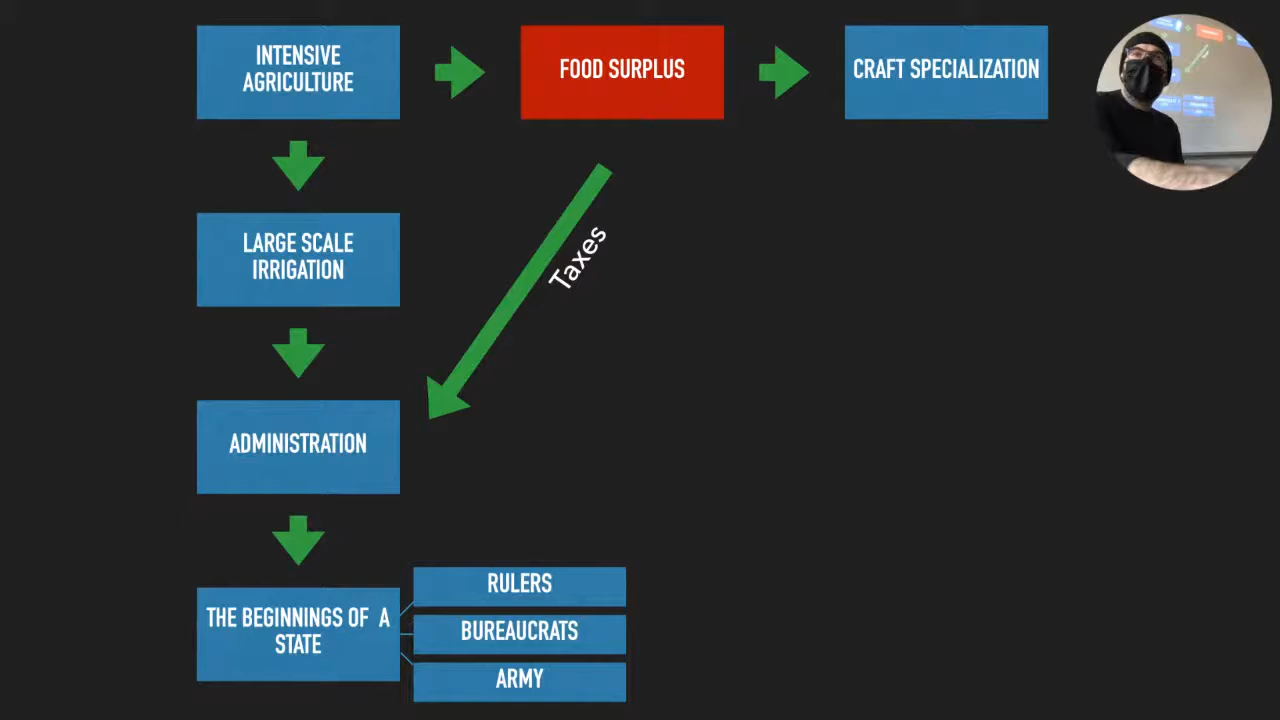 INTENSIVE
AGRICULTURE
FOOD SURPLUS
CRAFT SPECIALIZATION
Taxes
LARGE SCALE
IRRIGATION
ADMINISTRATION
THE BEGINNINGS OF A
STATE
RULERS
BUREAUCRATS
ARMY